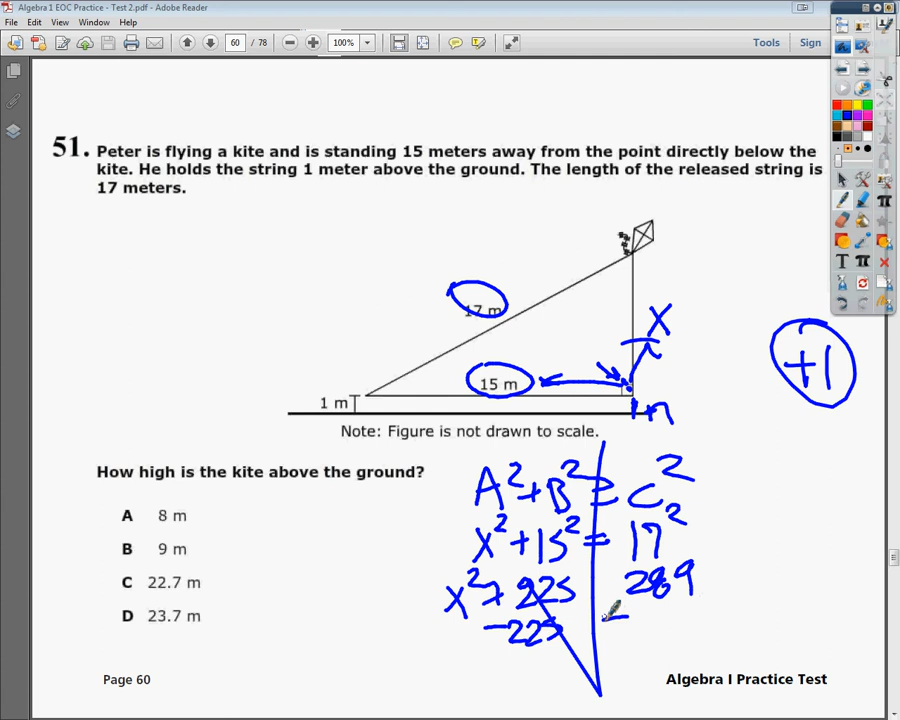 Algebra 1 EOC Practice - Test 2.pdf - Adobe Reader
File Edit View Window Help
60 / 78 100% Tools Sign
51. Peter is flying a kite and is standing 15 meters away from the point directly below the
kite. He holds the string 1 meter above the ground. The length of the released string is
17 meters.
17 m
X
+1
15 m
1 m
1m
Note: Figure is not drawn to scale.
How high is the kite above the ground?
A 8 m
B 9 m
C 22.7 m
D 23.7 m
A² + B² = C²
X² + 15² = 17²
X² + 225 289
-225 -
Page 60 Algebra I Practice Test